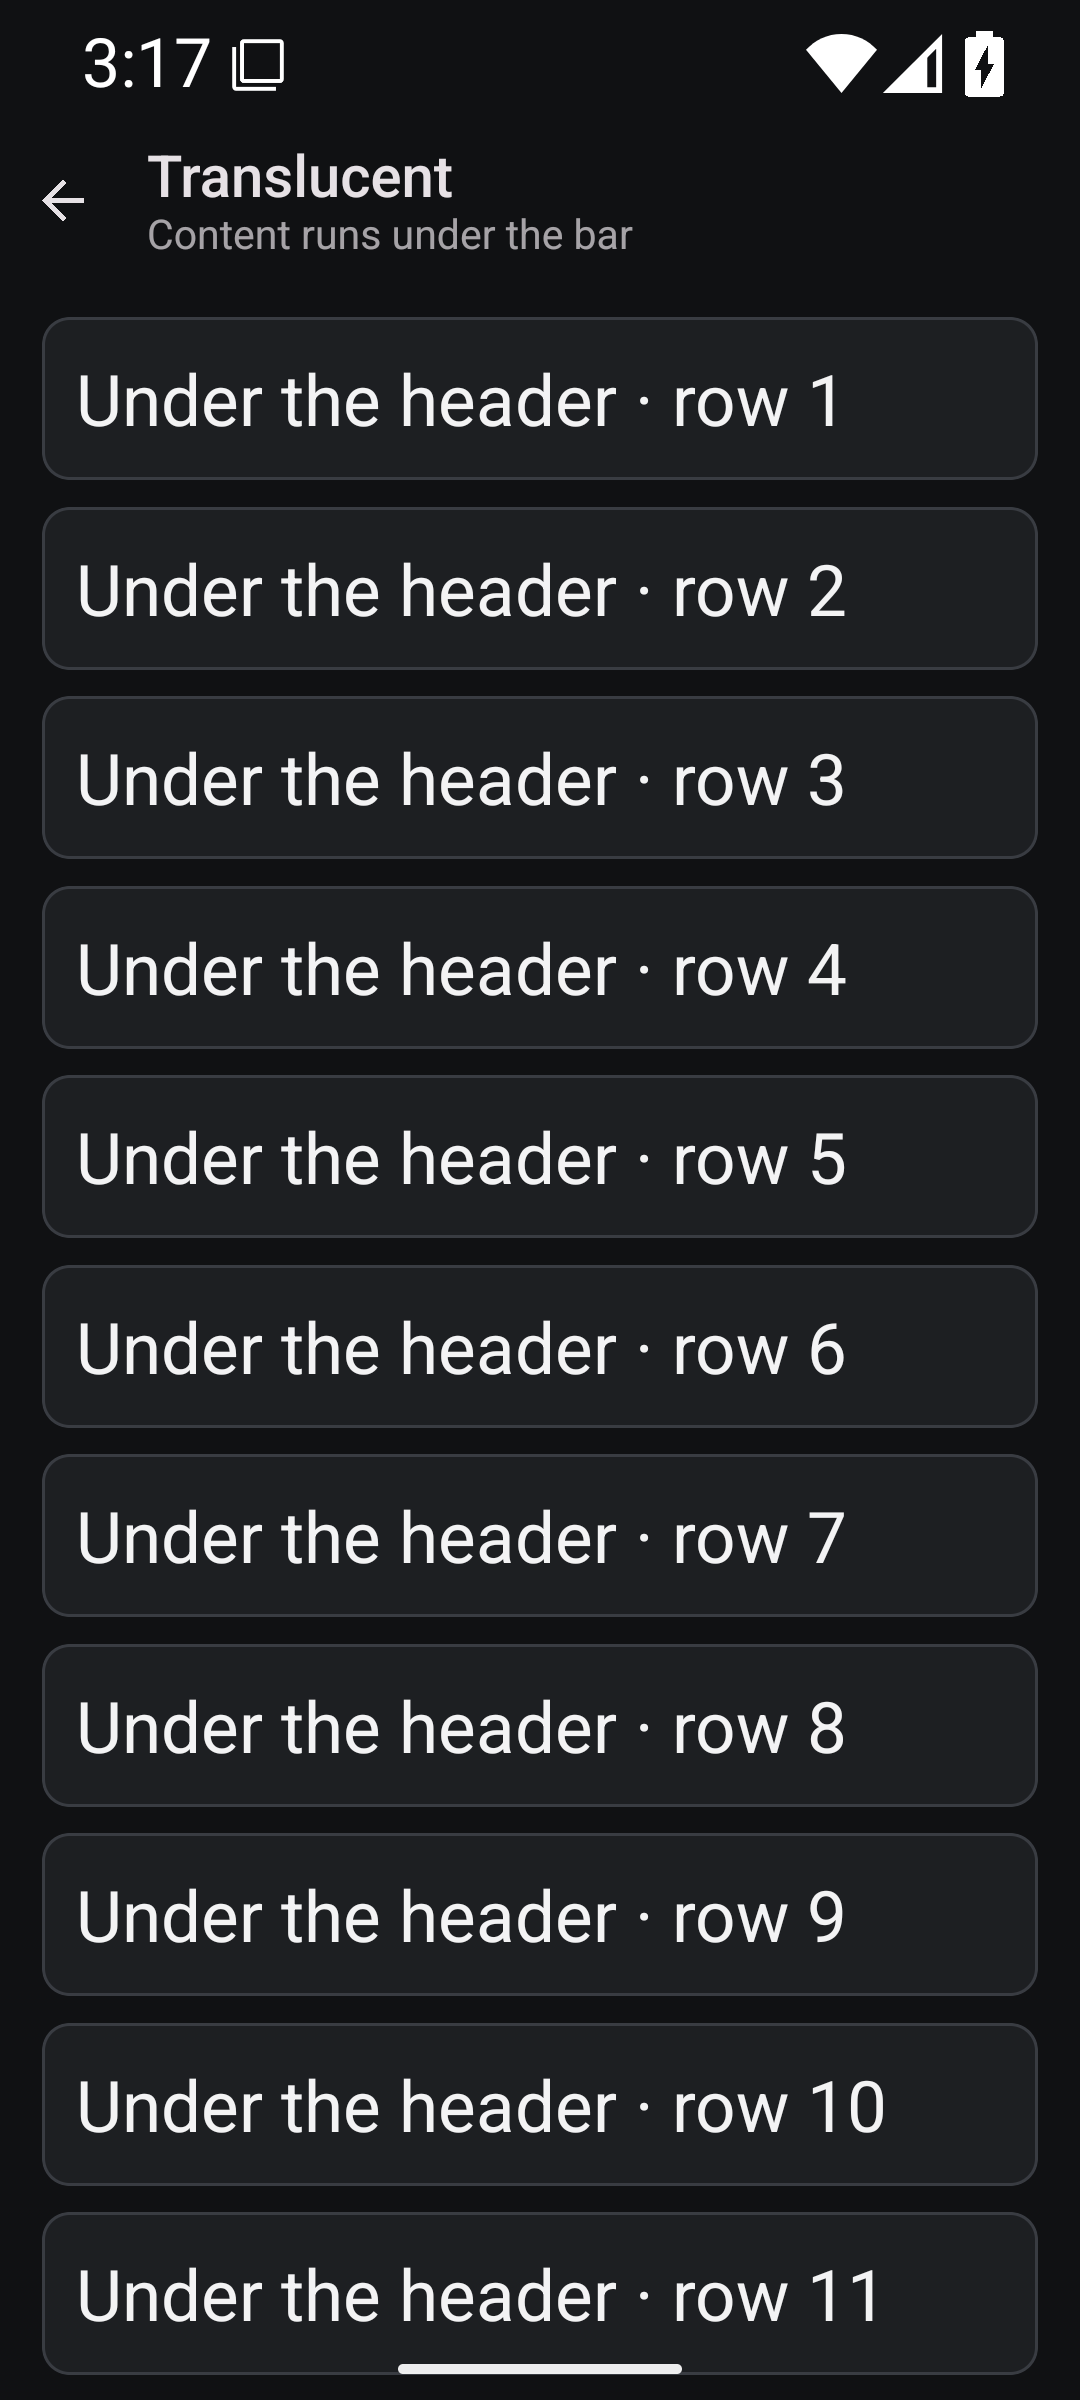 3:17
Translucent
Content runs under the bar
Under the header · row 1
Under the header · row 2
Under the header · row 3
Under the header · row 4
Under the header · row 5
Under the header · row 6
Under the header · row 7
Under the header · row 8
Under the header · row 9
Under the header · row 10
Under the header · row 11